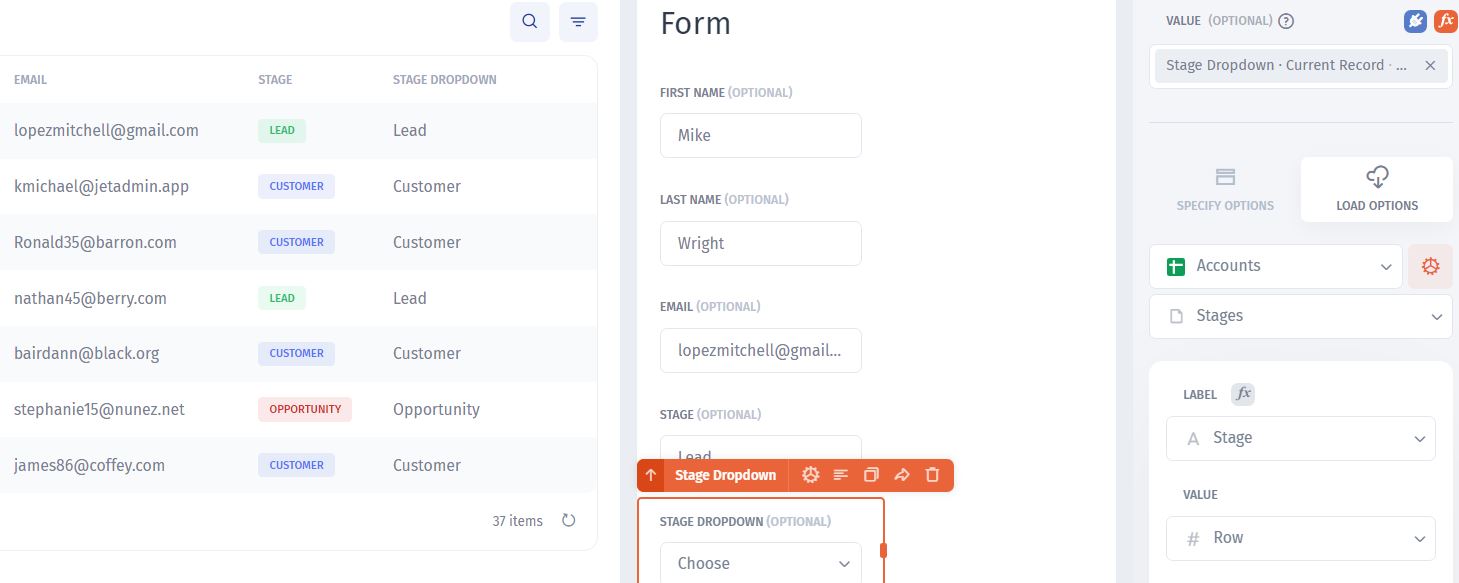 EMAIL STAGE STAGE DROPDOWN
lopezmitchell@gmail.com LEAD Lead
kmichael@jetadmin.app CUSTOMER Customer
Ronald35@barron.com CUSTOMER Customer
nathan45@berry.com LEAD Lead
bairdann@black.org CUSTOMER Customer
stephanie15@nunez.net OPPORTUNITY Opportunity
james86@coffey.com CUSTOMER Customer
37 items
Form
FIRST NAME (OPTIONAL)
Mike
LAST NAME (OPTIONAL)
Wright
EMAIL (OPTIONAL)
lopezmitchell@gmail...
STAGE (OPTIONAL)
Lead
Stage Dropdown
STAGE DROPDOWN (OPTIONAL)
Choose
VALUE (OPTIONAL) ? fx
Stage Dropdown · Current Record · ...
SPECIFY OPTIONS LOAD OPTIONS
Accounts
Stages
LABEL fx
A Stage
VALUE
# Row